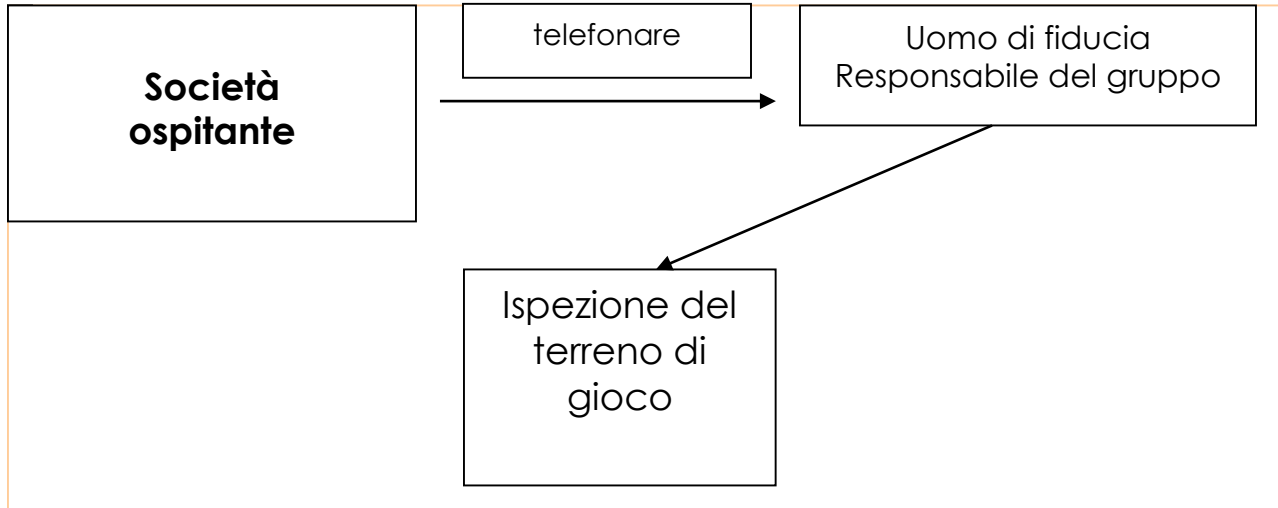 Società
ospitante
telefonare
Uomo di fiducia
Responsabile del gruppo
Ispezione del
terreno di
gioco